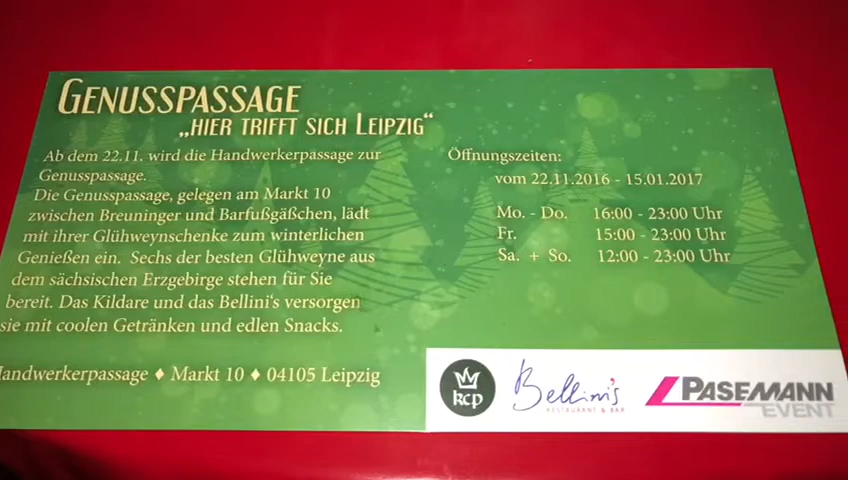 GENUSSPASSAGE
„HIER TRIFFT SICH LEIPZIG“
Ab dem 22.11. wird die Handwerkerpassage zur
Genusspassage.
Die Genusspassage, gelegen am Markt 10
zwischen Breuninger und Barfußgäßchen, lädt
mit ihrer Glühweynschenke zum winterlichen
Genießen ein. Sechs der besten Glühweyne aus
dem sächsischen Erzgebirge stehen für Sie
bereit. Das Kildare und das Bellini's versorgen
sie mit coolen Getränken und edlen Snacks.
Handwerkerpassage ♦ Markt 10 ♦ 04105 Leipzig
Öffnungszeiten:
vom 22.11.2016 - 15.01.2017
Mo. - Do. 16:00 - 23:00 Uhr
Fr. 15:00 - 23:00 Uhr
Sa. + So. 12:00 - 23:00 Uhr
kcp
Bellini's
RESTAURANT & BAR
PASEMANN
EVENT